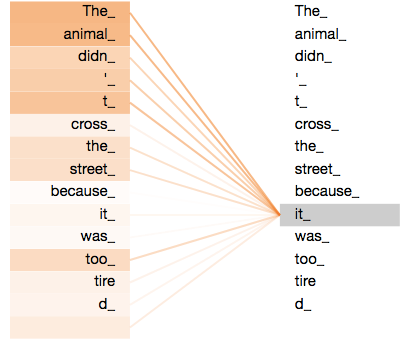 The_ The_
animal_ animal_
didn_ didn_
'_ '_
t_ t_
cross_ cross_
the_ the_
street_ street_
because_ because_
it_ it_
was_ was_
too_ too_
tire tire
d_ d_